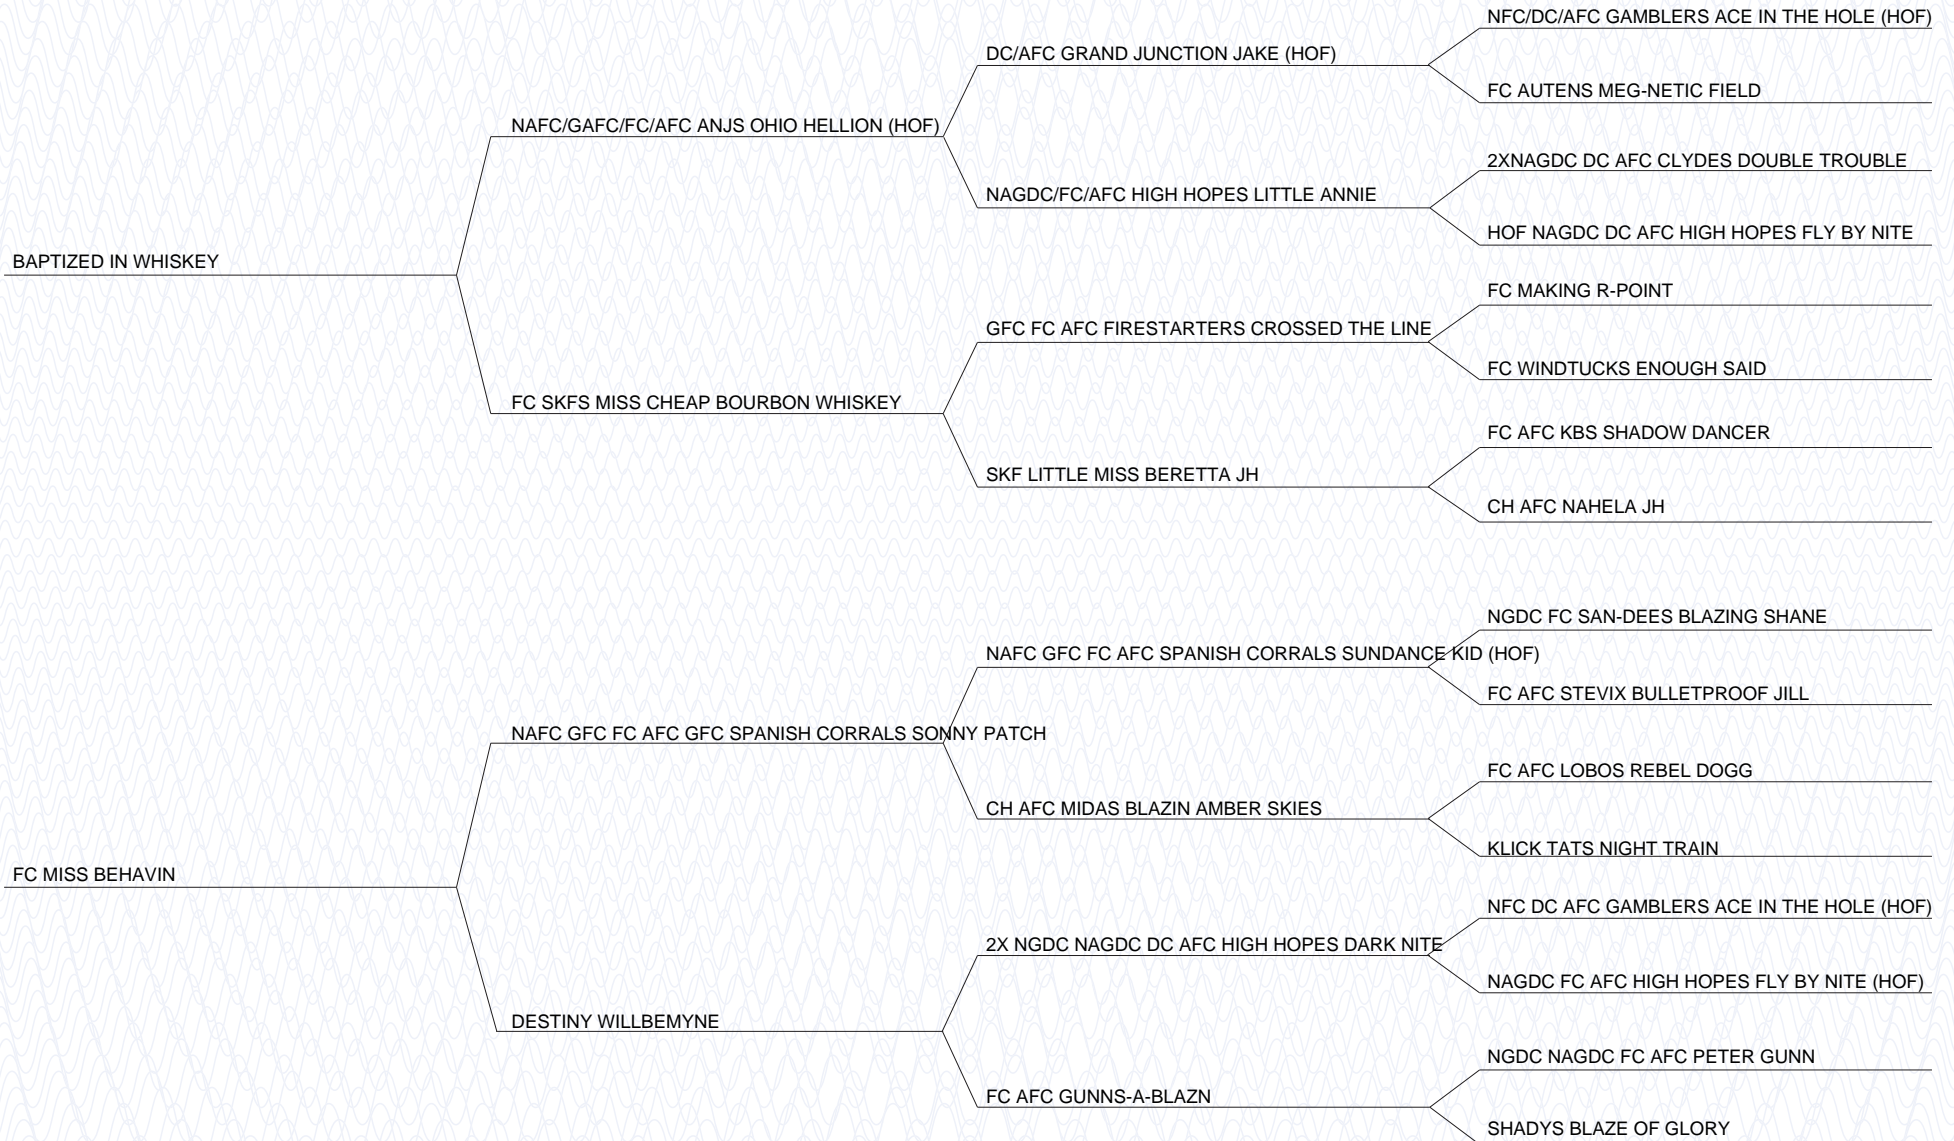 NFC/DC/AFC GAMBLERS ACE IN THE HOLE (HOF)
DC/AFC GRAND JUNCTION JAKE (HOF)
FC AUTENS MEG-NETIC FIELD
NAFC/GAFC/FC/AFC ANJS OHIO HELLION (HOF)
2XNAGDC DC AFC CLYDES DOUBLE TROUBLE
NAGDC/FC/AFC HIGH HOPES LITTLE ANNIE
HOF NAGDC DC AFC HIGH HOPES FLY BY NITE
BAPTIZED IN WHISKEY
FC MAKING R-POINT
GFC FC AFC FIRESTARTERS CROSSED THE LINE
FC WINDTUCKS ENOUGH SAID
FC SKFS MISS CHEAP BOURBON WHISKEY
FC AFC KBS SHADOW DANCER
SKF LITTLE MISS BERETTA JH
CH AFC NAHELA JH
NGDC FC SAN-DEES BLAZING SHANE
NAFC GFC FC AFC SPANISH CORRALS SUNDANCE KID (HOF)
FC AFC STEVIX BULLETPROOF JILL
NAFC GFC FC AFC GFC SPANISH CORRALS SONNY PATCH
FC AFC LOBOS REBEL DOGG
CH AFC MIDAS BLAZIN AMBER SKIES
KLICK TATS NIGHT TRAIN
FC MISS BEHAVIN
NFC DC AFC GAMBLERS ACE IN THE HOLE (HOF)
2X NGDC NAGDC DC AFC HIGH HOPES DARK NITE
NAGDC FC AFC HIGH HOPES FLY BY NITE (HOF)
DESTINY WILLBEMYNE
NGDC NAGDC FC AFC PETER GUNN
FC AFC GUNNS-A-BLAZN
SHADYS BLAZE OF GLORY